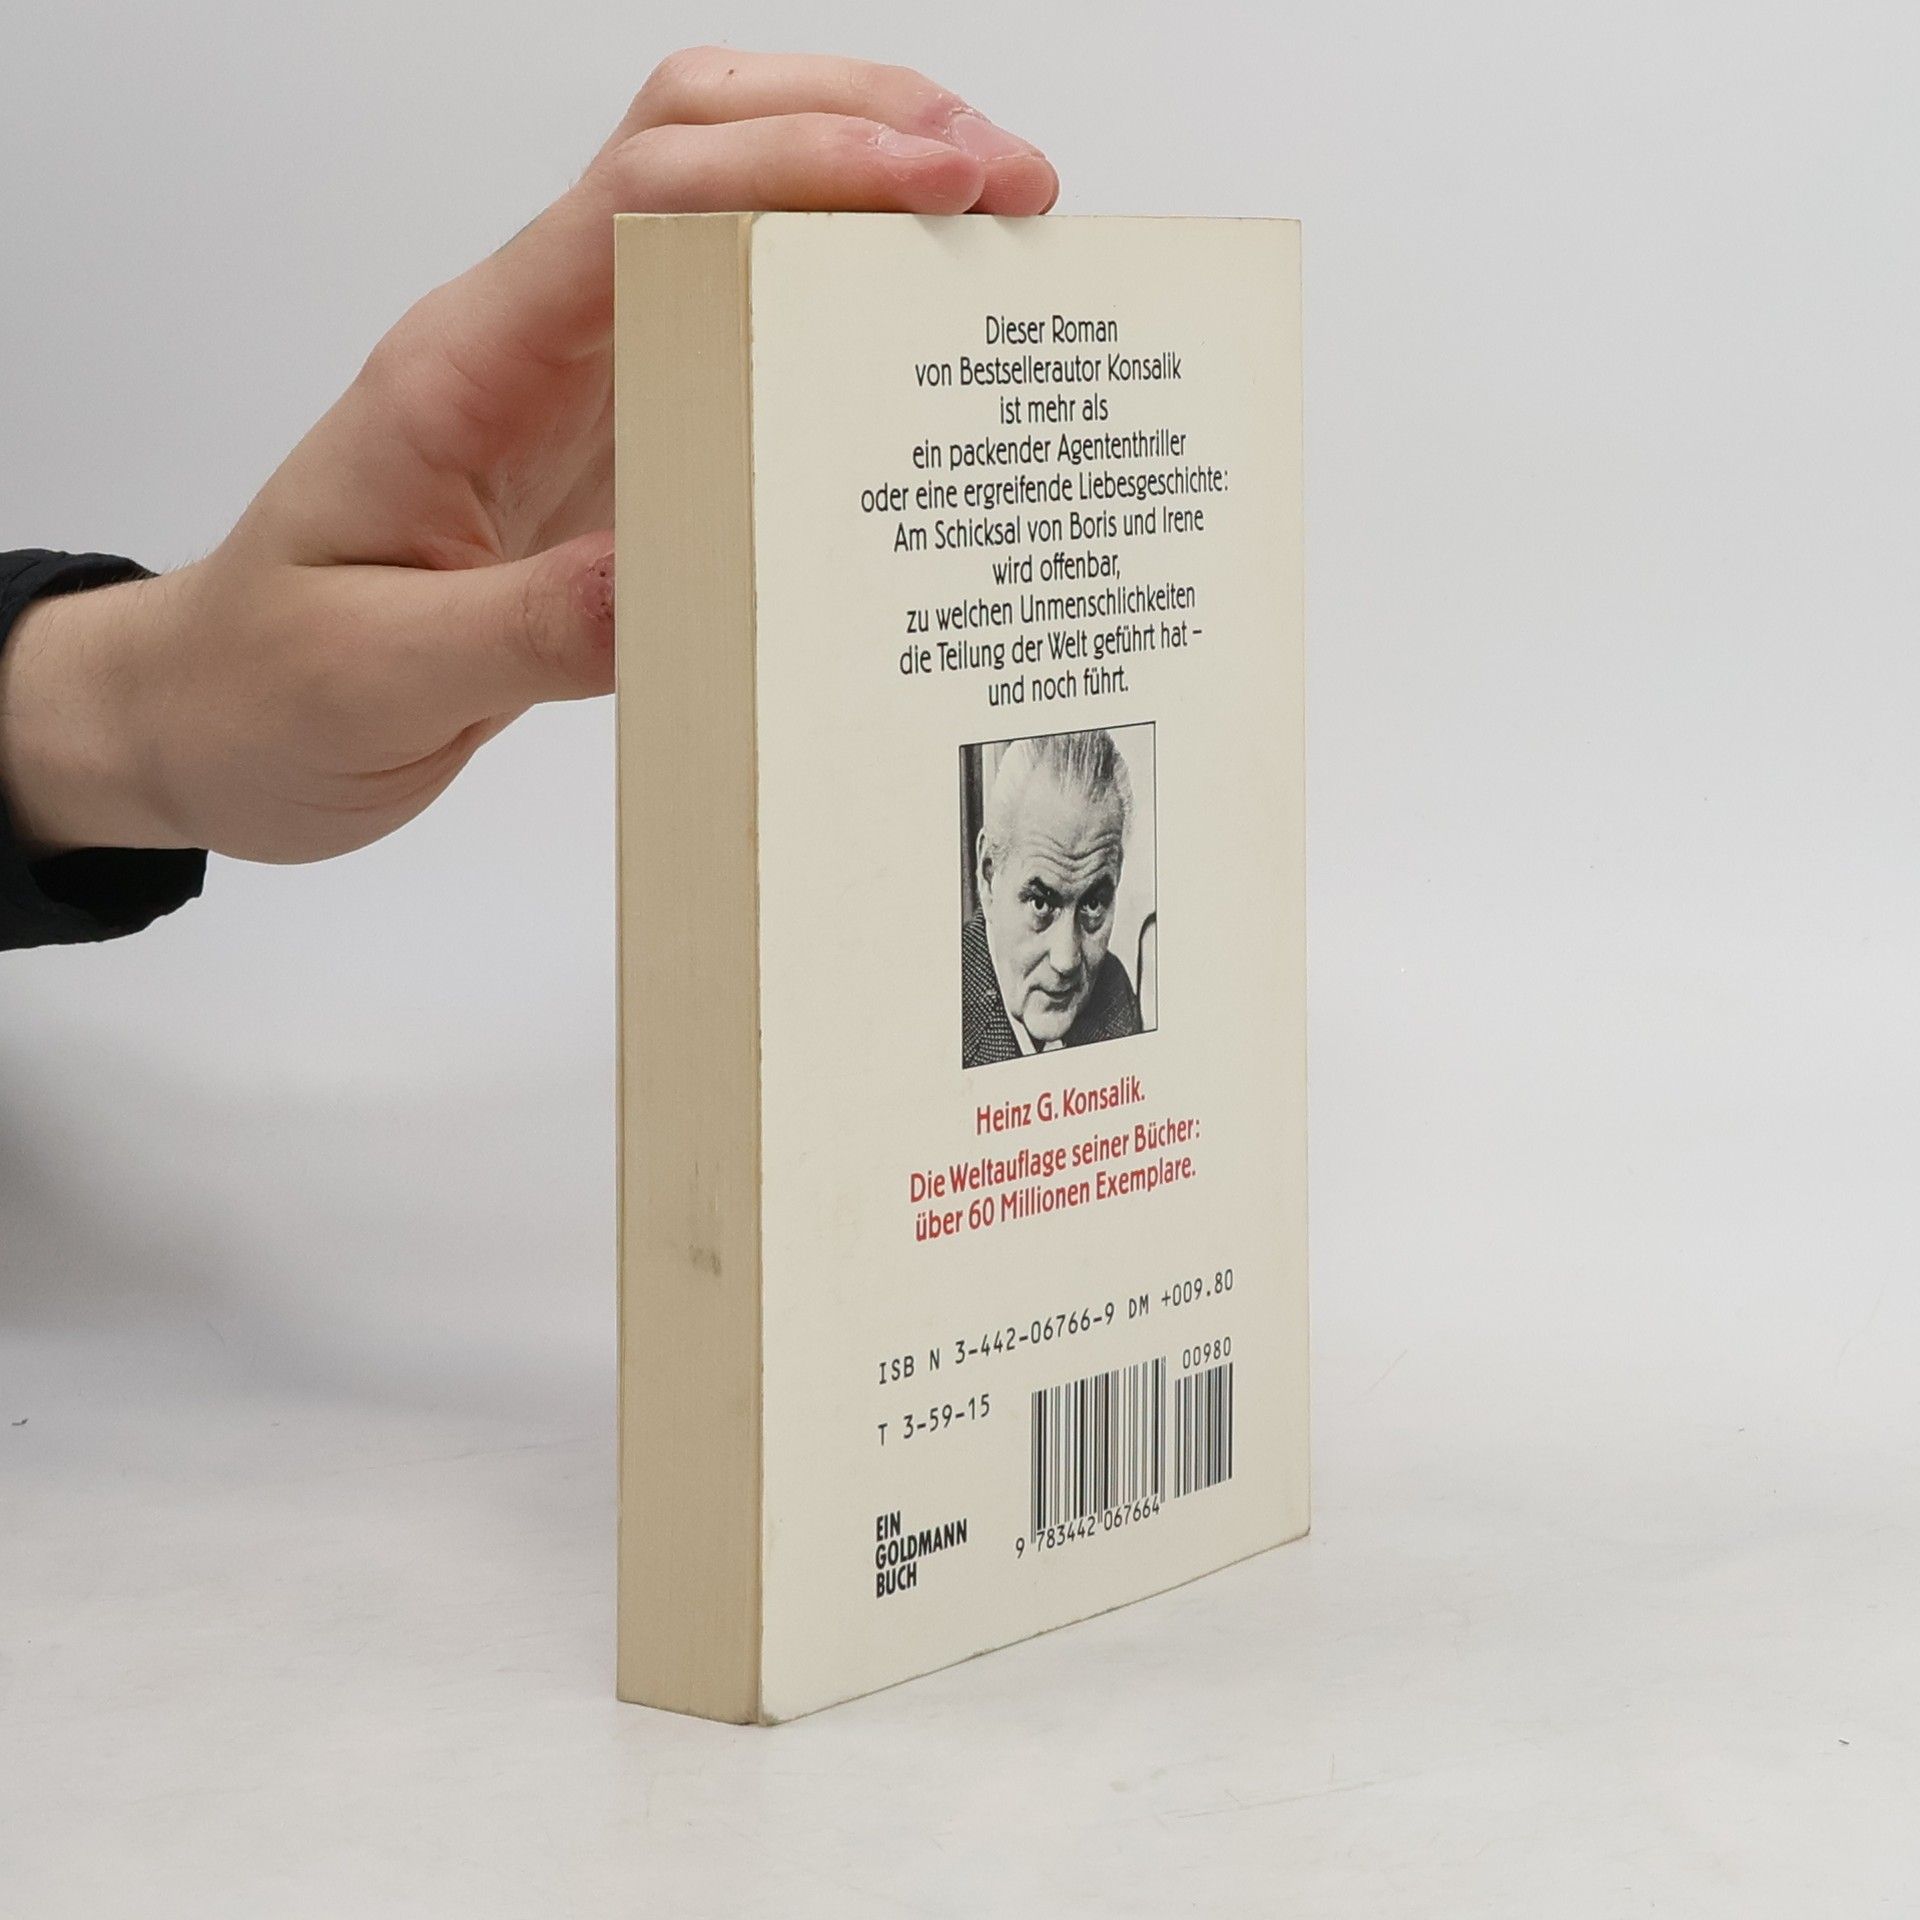 Dieser Roman
von Bestsellerautor Konsalik
ist mehr als
ein packender Agententhriller
oder eine ergreifende Liebesgeschichte:
Am Schicksal von Boris und Irene
wird offenbar,
zu welchen Unmenschlichkeiten
die Teilung der Welt geführt hat –
und noch führt.
Heinz G. Konsalik.
Die Weltauflage seiner Bücher:
über 60 Millionen Exemplare.
ISB N 3-442-06766-9 DM +009.80
T 3-59-15
00980
9 783442 067664
EIN
GOLDMANN
BUCH